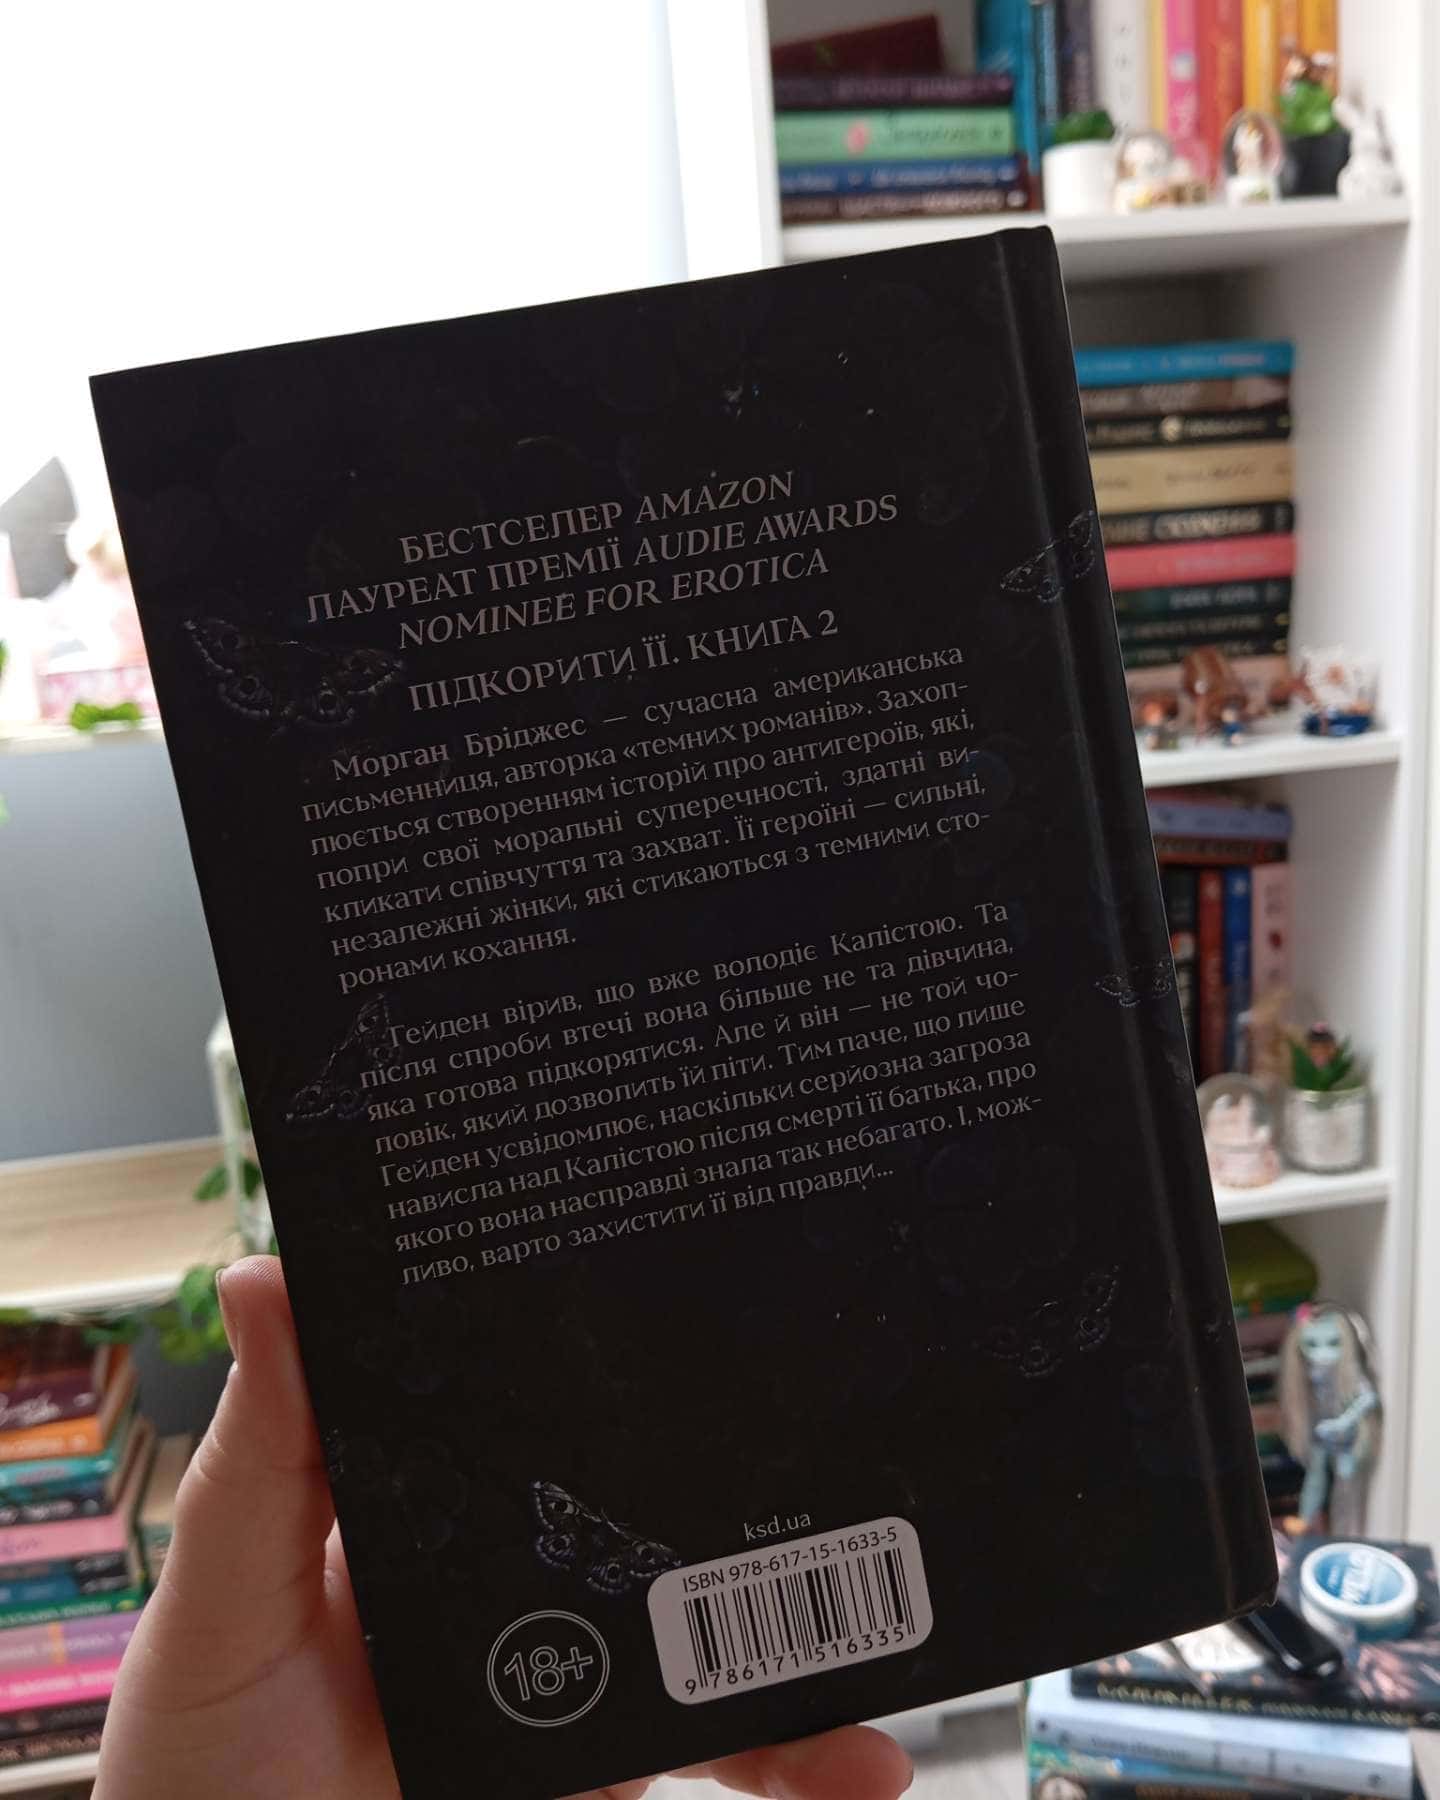 БЕСТСЕЛЕР AMAZON
ЛАУРЕАТ ПРЕМІЇ AUDIE AWARDS
NOMINEE FOR EROTICA
ПІДКОРИТИ ЇЇ. КНИГА 2
Морган Бріджес — сучасна американська
письменниця, авторка «темних романів». Захоп-
люється створенням історій про антигероїв, які,
попри свої моральні суперечності, здатні ви-
кликати співчуття та захват. Її героїні — сильні,
незалежні жінки, які стикаються з темними сто-
ронами кохання.
Гейден вірив, що вже володіє Калістою. Та
після спроби втечі вона більше не та дівчина,
яка готова підкорятися. Але й він — не той чо-
ловік, який дозволить їй піти. Тим паче, що лише
Гейден усвідомлює, наскільки серйозна загроза
нависла над Калістою після смерті її батька, про
якого вона насправді знала так небагато. І, мож-
ливо, варто захистити її від правди...
ksd.ua
ISBN 978-617-15-1633-5
9 786171 516335
18+